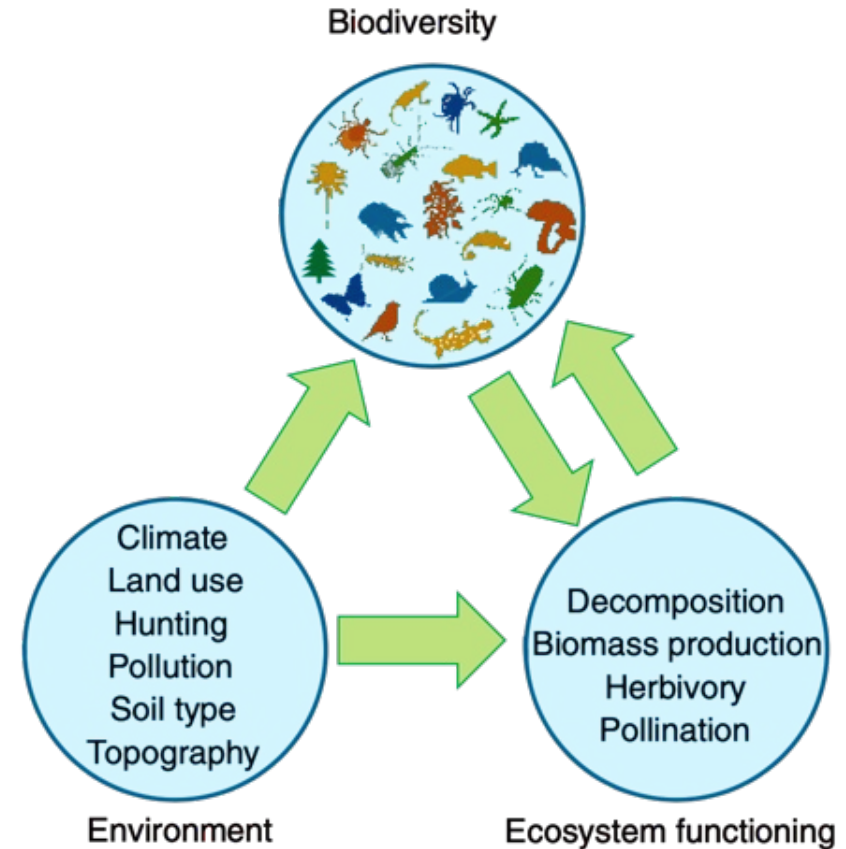 Biodiversity
Climate
Land use
Hunting
Pollution
Soil type
Topography
Environment
Decomposition
Biomass production
Herbivory
Pollination
Ecosystem functioning